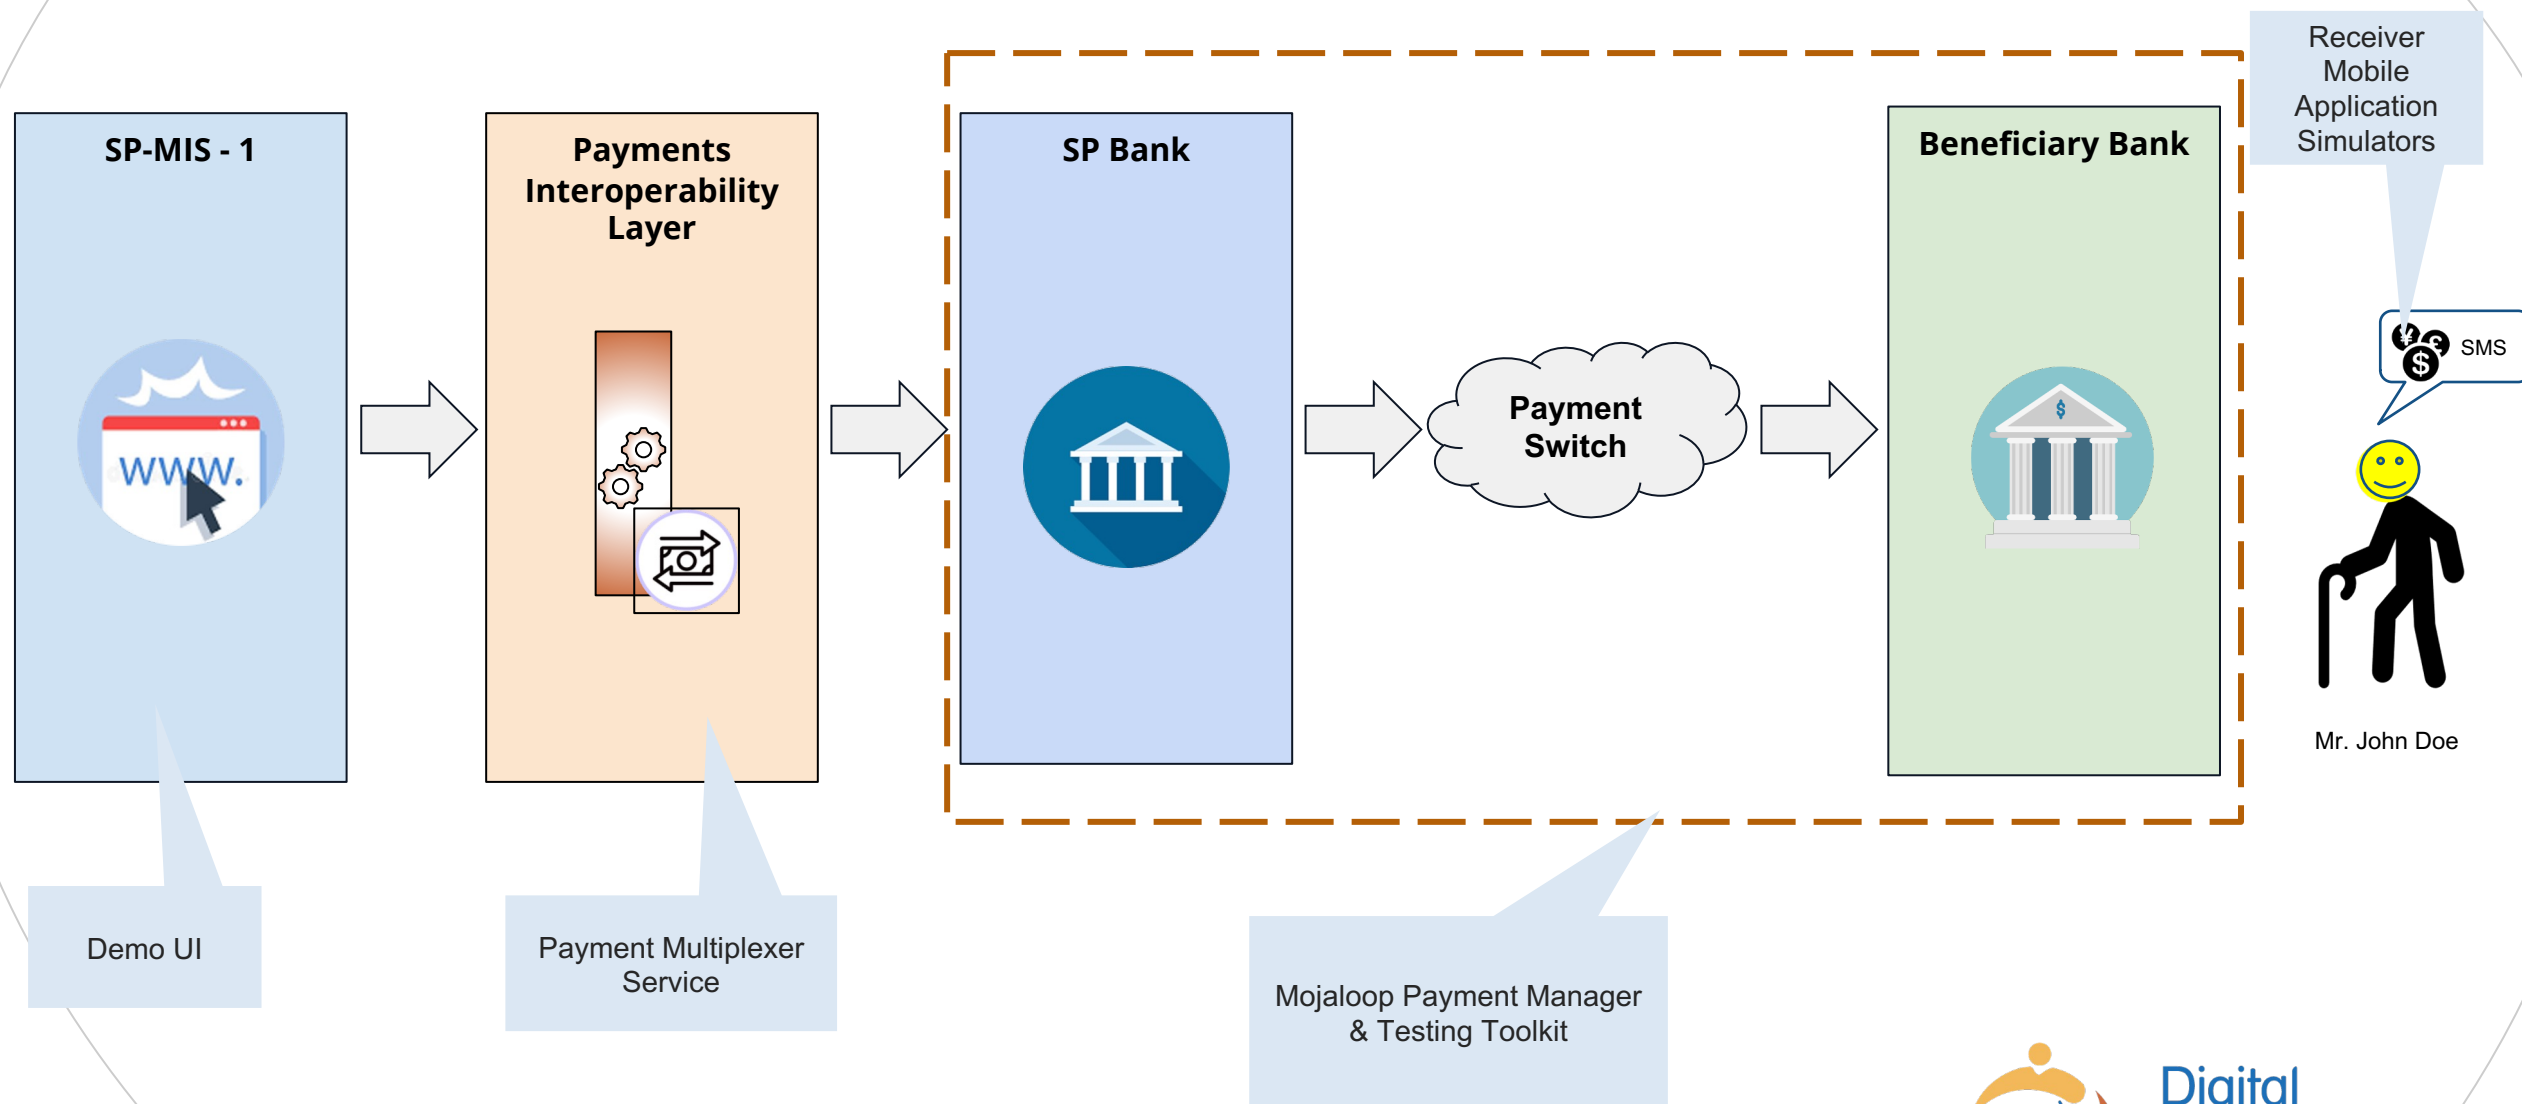 SP-MIS - 1
Payments
Interoperability
Layer
SP Bank
Beneficiary Bank
Receiver
Mobile
Application
Simulators
www.
Payment
Switch
$
¥
£
$
SMS
Mr. John Doe
Demo UI
Payment Multiplexer
Service
Mojaloop Payment Manager
& Testing Toolkit
Digital